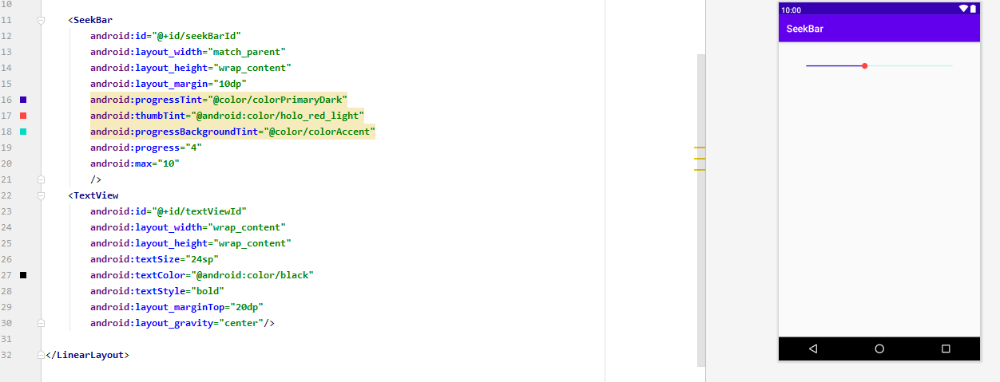 10
11 <SeekBar
12 android:id="@+id/seekBarId"
13 android:layout_width="match_parent"
14 android:layout_height="wrap_content"
15 android:layout_margin="10dp"
16 android:progressTint="@color/colorPrimaryDark"
17 android:thumbTint="@android:color/holo_red_light"
18 android:progressBackgroundTint="@color/colorAccent"
19 android:progress="4"
20 android:max="10"
21 />
22 <TextView
23 android:id="@+id/textViewId"
24 android:layout_width="wrap_content"
25 android:layout_height="wrap_content"
26 android:textSize="24sp"
27 android:textColor="@android:color/black"
28 android:textStyle="bold"
29 android:layout_marginTop="20dp"
30 android:layout_gravity="center"/>
31
32 </LinearLayout>
10:00
SeekBar